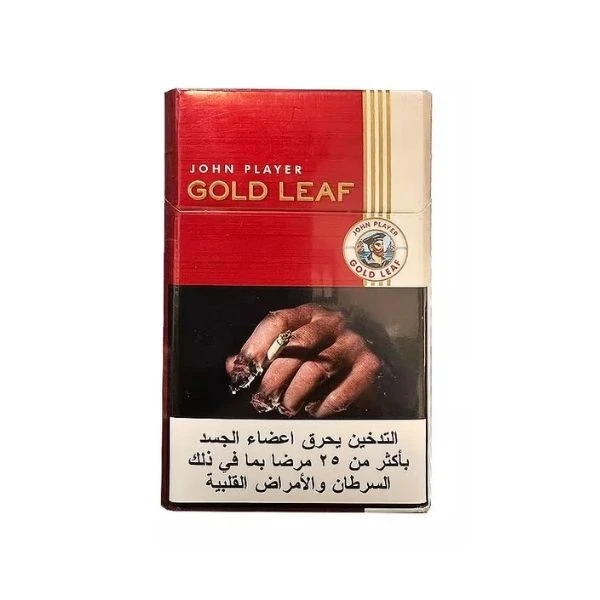 JOHN PLAYER
GOLD LEAF
JOHN PLAYER
GOLD LEAF
التدخين يحرق اعضاء الجسد
بأكثر من ٢٥ مرضا بما في ذلك
السرطان والأمراض القلبية